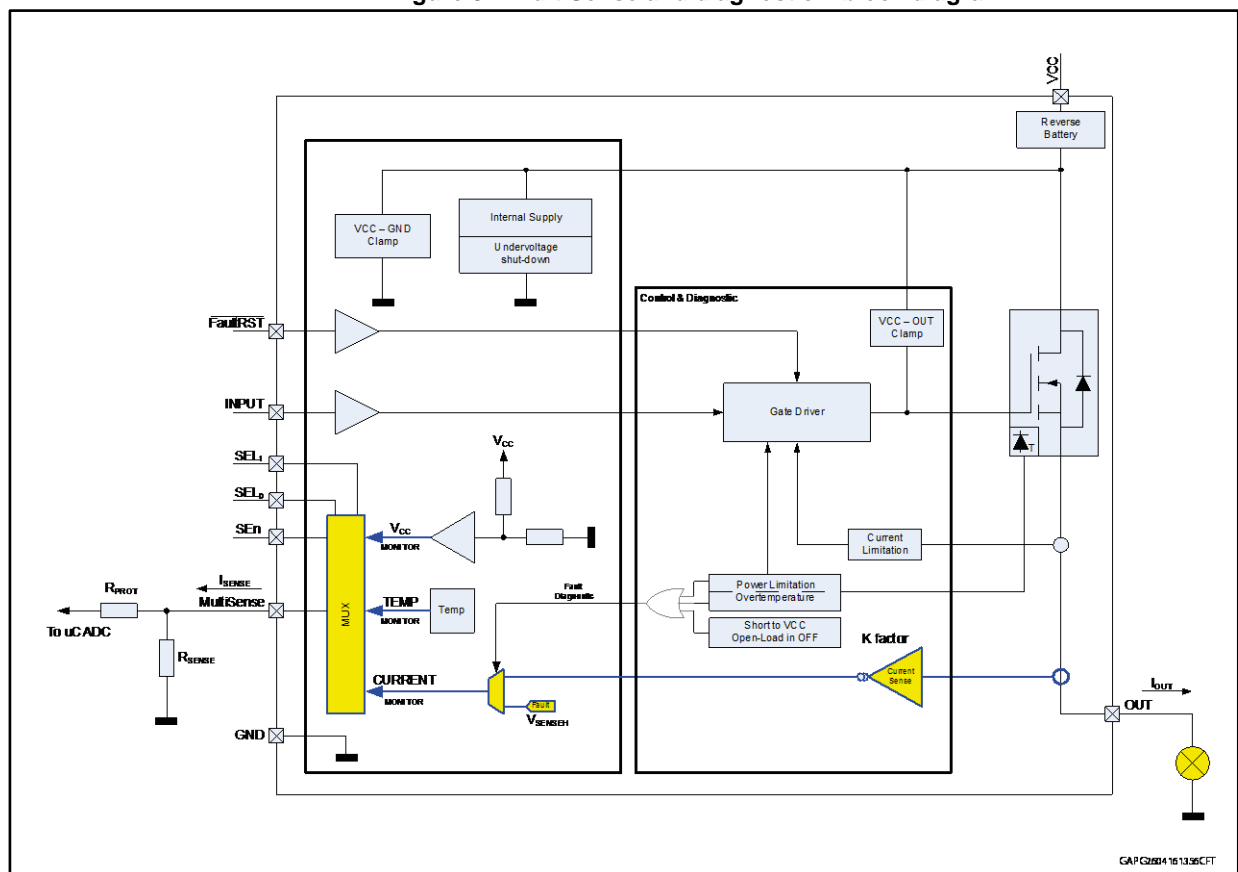 VCC
Reverse
Battery
VCC – GND
Clamp
Internal Supply
Undervoltage
shut-down
Control & Diagnostic
VCC – OUT
Clamp
FaultRST
INPUT
Gate Driver
T
SEL1
SEL0
SEn
VCC
VCC
MONITOR
Current
Limitation
ISENSE
RPROT
MultiSense
To uC ADC
RSENSE
MUX
TEMP
MONITOR
Temp
Fault
Diagnostic
Power Limitation
Overtemperature
Short to VCC
Open-Load in OFF
K factor
Current
Sense
CURRENT
MONITOR
Fault
VSENSEH
IOUT
OUT
GND